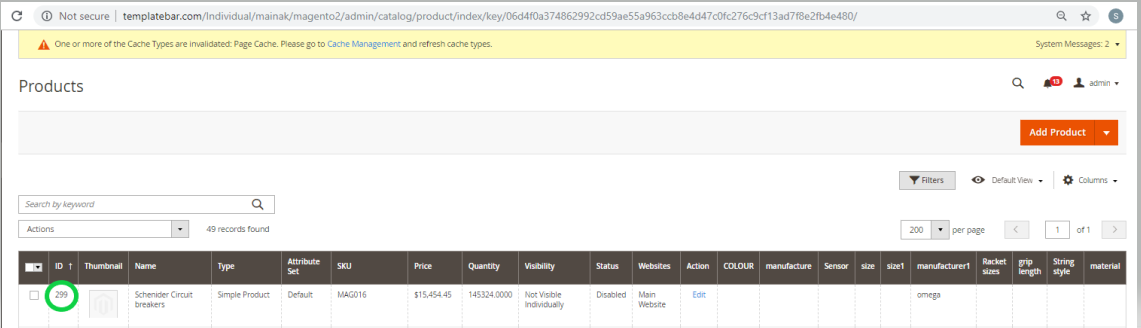 Not secure | templatebar.com/Individual/mainak/magento2/admin/catalog/product/index/key/06d4f0a374862992cd59ae55a963ccb8e4d47c0fc276c9cf13ad7f8e2fb4e480/
S
One or more of the Cache Types are invalidated: Page Cache. Please go to Cache Management and refresh cache types.
System Messages: 2
Products
13
admin
Add Product
Filters
Default View
Columns
Search by keyword
Actions
49 records found
200
per page
1
of 1
ID ↑ Thumbnail Name Type Attribute Set SKU Price Quantity Visibility Status Websites Action COLOUR manufacture Sensor size size1 manufacturer1 Racket sizes grip length String style material
299 Schenider Circuit breakers Simple Product Default MAG016 $15,454.45 145324.0000 Not Visible Individually Disabled Main Website Edit omega